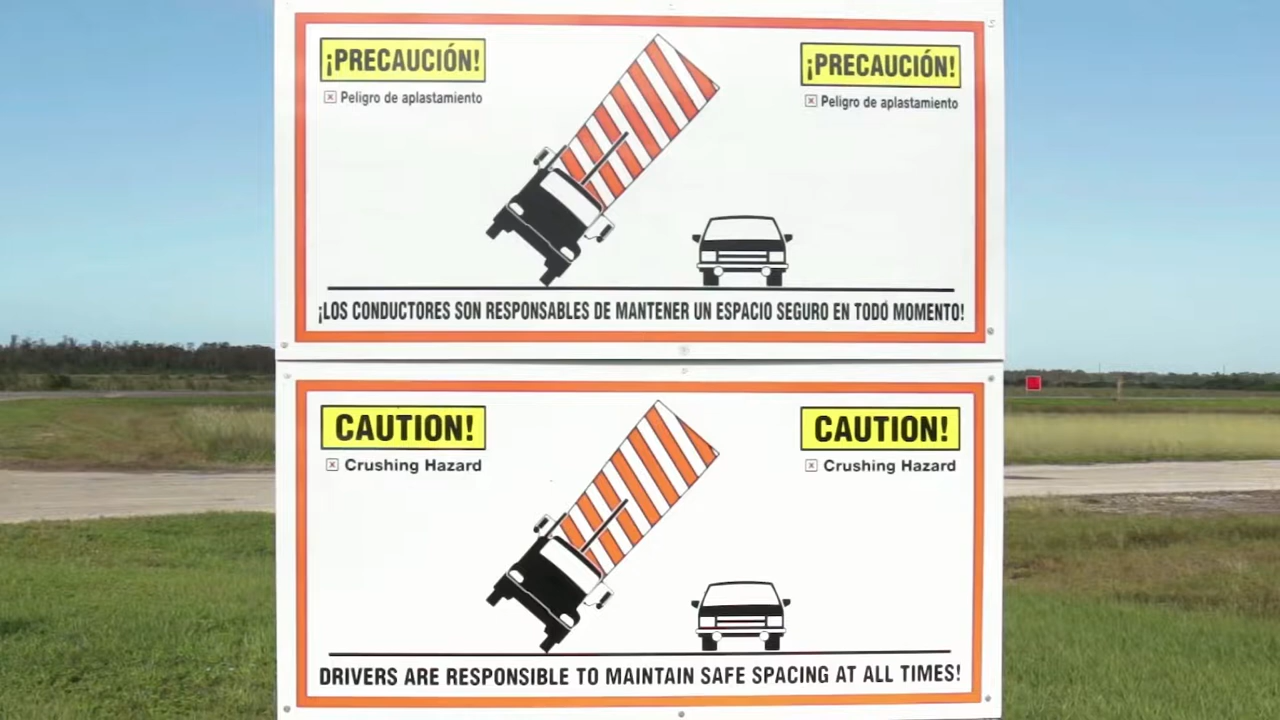 ¡PRECAUCIÓN! ¡PRECAUCIÓN!
Peligro de aplastamiento Peligro de aplastamiento
¡LOS CONDUCTORES SON RESPONSABLES DE MANTENER UN ESPACIO SEGURO EN TODO MOMENTO!
CAUTION! CAUTION!
Crushing Hazard Crushing Hazard
DRIVERS ARE RESPONSIBLE TO MAINTAIN SAFE SPACING AT ALL TIMES!